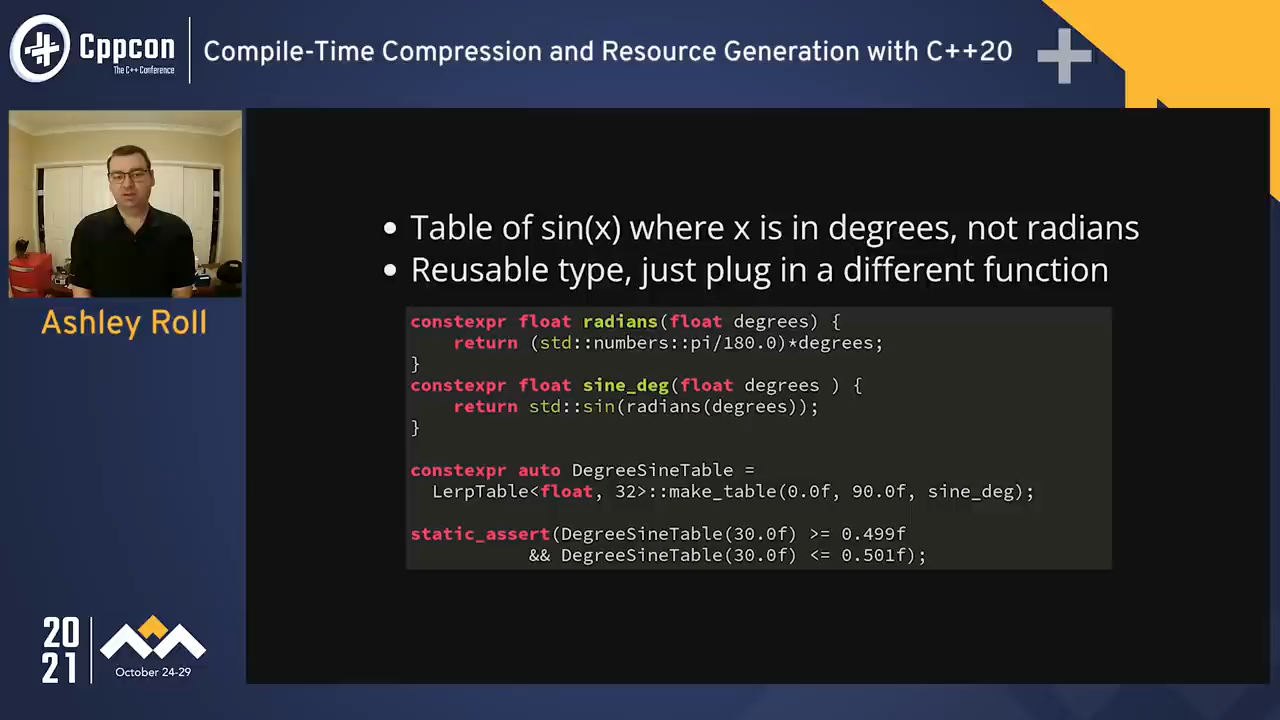 Cppcon
The C++ Conference
Compile-Time Compression and Resource Generation with C++20
Ashley Roll
• Table of sin(x) where x is in degrees, not radians
• Reusable type, just plug in a different function
constexpr float radians(float degrees) {
    return (std::numbers::pi/180.0)*degrees;
}
constexpr float sine_deg(float degrees ) {
    return std::sin(radians(degrees));
}
constexpr auto DegreeSineTable =
  LerpTable<float, 32>::make_table(0.0f, 90.0f, sine_deg);
static_assert(DegreeSineTable(30.0f) >= 0.499f
           && DegreeSineTable(30.0f) <= 0.501f);
20
21
October 24-29